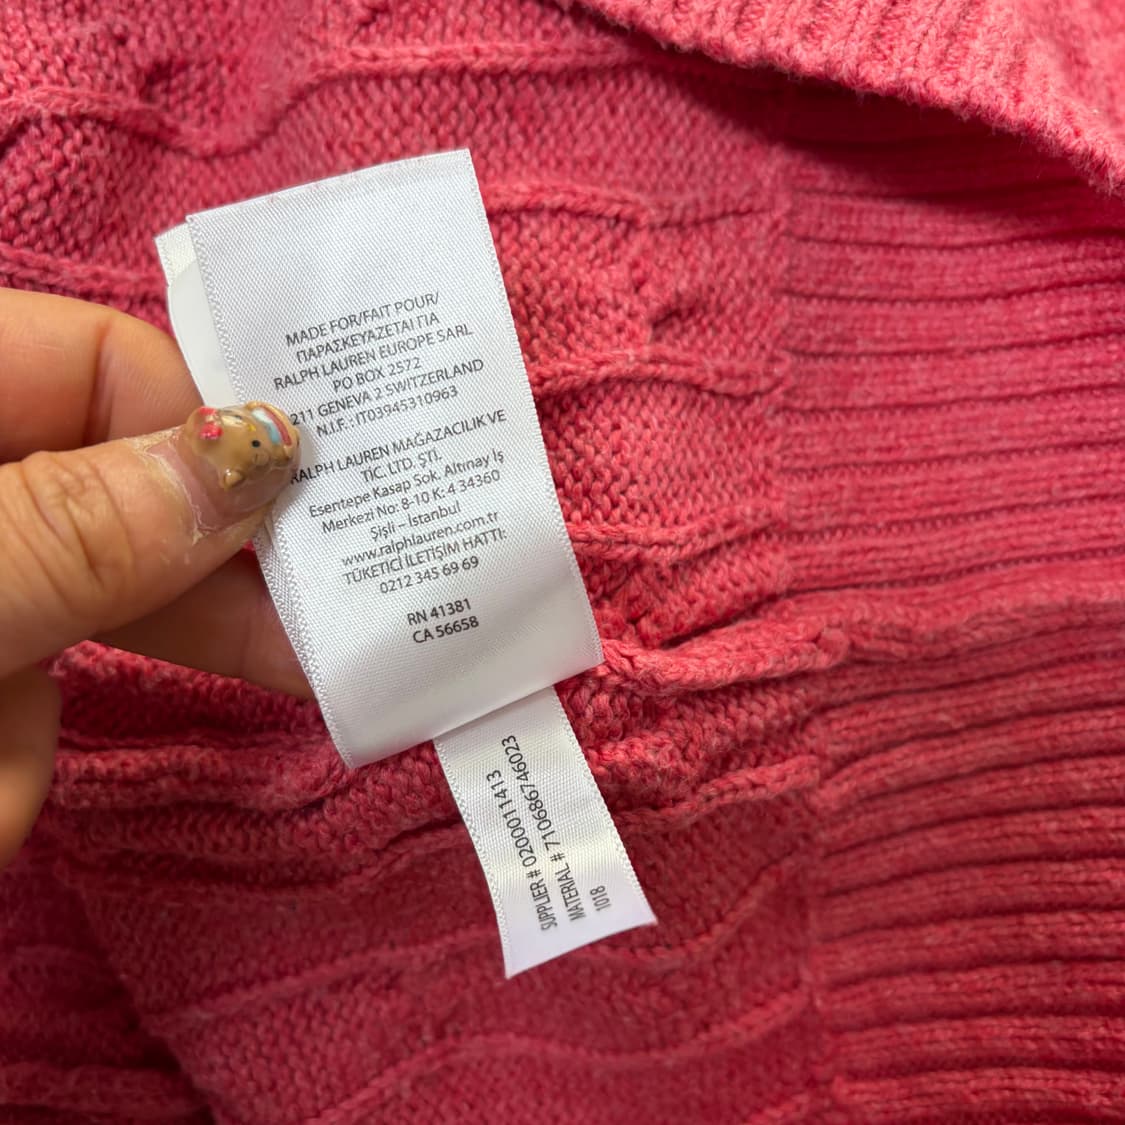 MADE FOR/FAIT POUR/
ΠΑΡΑΣΚΕΥΑΖΕΤΑΙ ΓΙΑ
RALPH LAUREN EUROPE SARL
PO BOX 2572
211 GENEVA 2 SWITZERLAND
N.I.F.: IT03945310963
RALPH LAUREN MAĞAZACILIK VE
TİC. LTD. ŞTİ.
Esentepe Kasap Sok. Altınay İş
Merkezi No: 8-10 K: 4 34360
Şişli – İstanbul
www.ralphlauren.com.tr
TÜKETİCİ İLETİŞİM HATTI:
0212 345 69 69
RN 41381
CA 56658
SUPPLIER # 0200011413
MATERIAL # 710686746023
1018